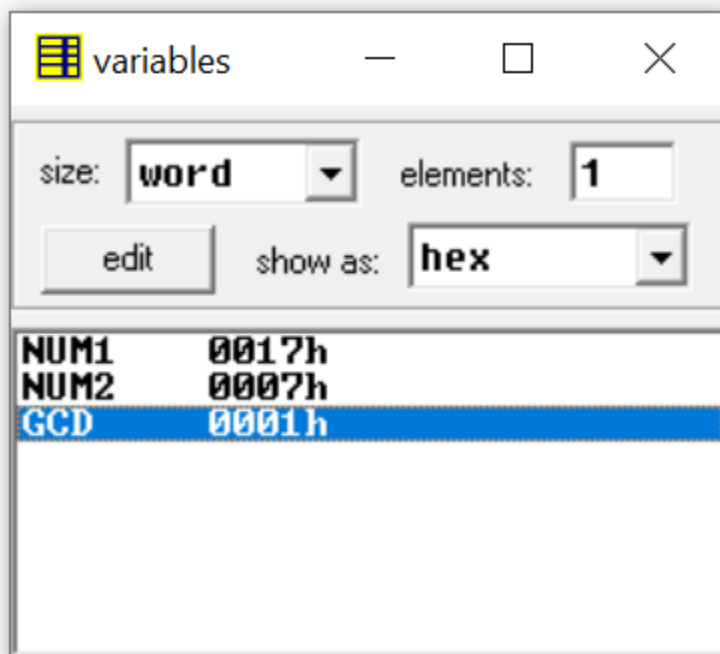 variables
size: word elements: 1
edit show as: hex
NUM1 0017h
NUM2 0007h
GCD 0001h